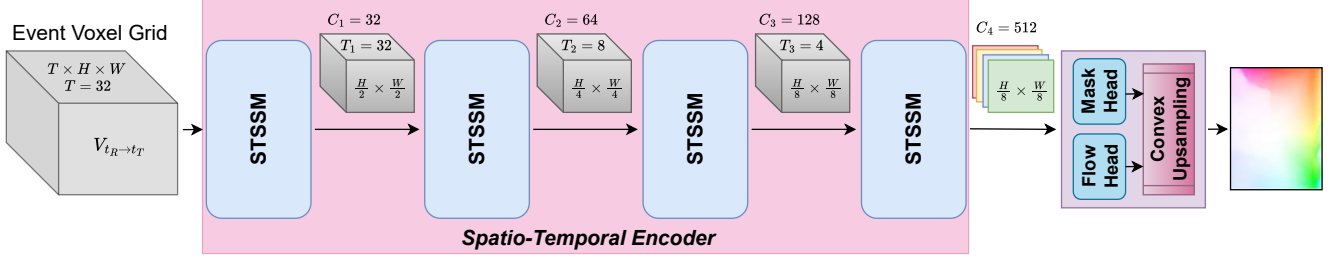 Event Voxel Grid
T × H × W
T = 32
V_{t_R→t_T}
STSSM
C_1 = 32
T_1 = 32
H/2 × W/2
STSSM
C_2 = 64
T_2 = 8
H/4 × W/4
STSSM
C_3 = 128
T_3 = 4
H/8 × W/8
STSSM
C_4 = 512
H/8 × W/8
Mask
Head
Flow
Head
Convex
Upsampling
Spatio-Temporal Encoder